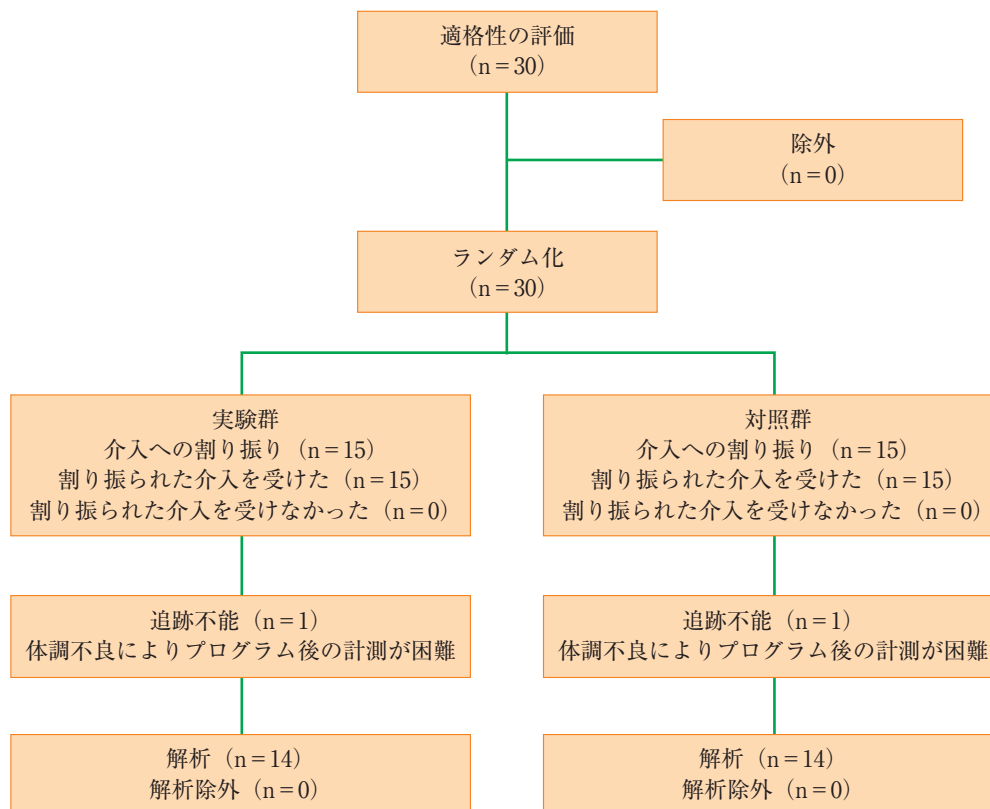 適格性の評価
（n＝30）
除外
（n＝0）
ランダム化
（n＝30）
実験群
介入への割り振り（n＝15）
割り振られた介入を受けた（n＝15）
割り振られた介入を受けなかった（n＝0）
対照群
介入への割り振り（n＝15）
割り振られた介入を受けた（n＝15）
割り振られた介入を受けなかった（n＝0）
追跡不能（n＝1）
体調不良によりプログラム後の計測が困難
追跡不能（n＝1）
体調不良によりプログラム後の計測が困難
解析（n＝14）
解析除外（n＝0）
解析（n＝14）
解析除外（n＝0）